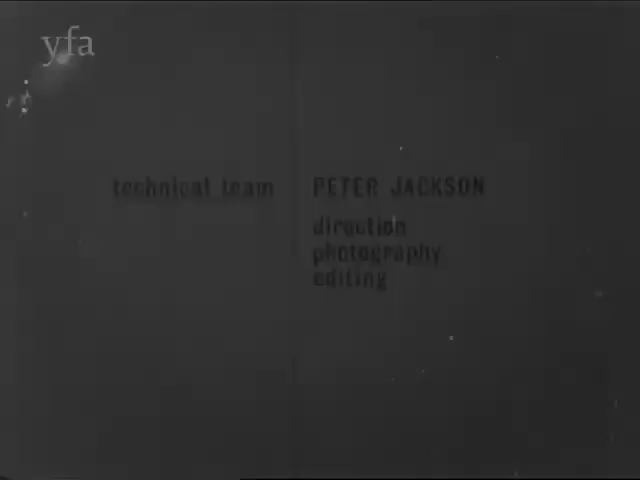 yfa
technical team PETER JACKSON
direction
photography
editing